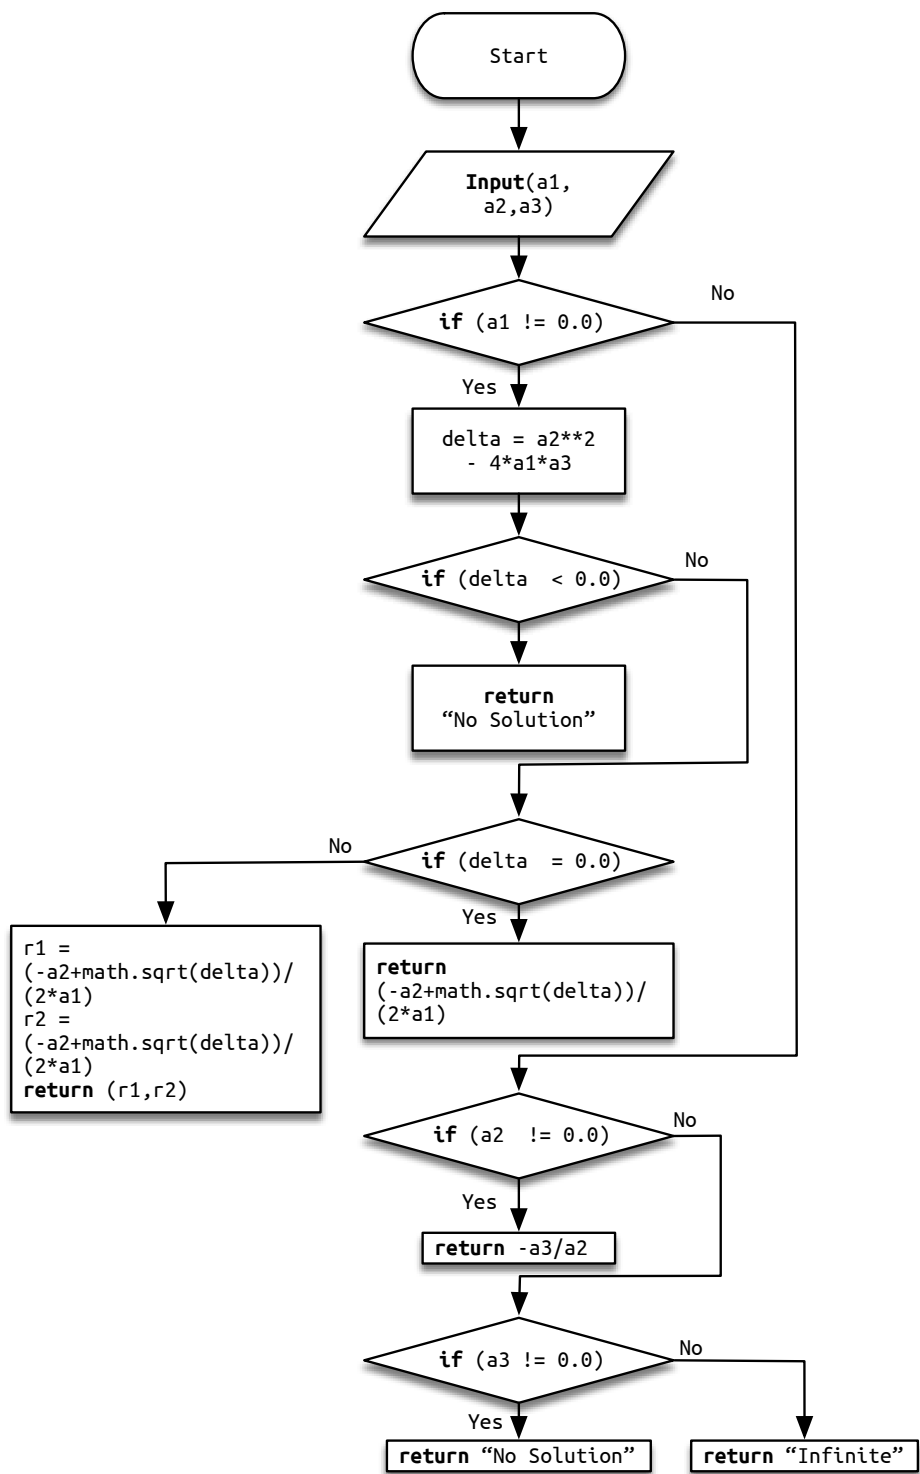 Start
Input(a1,
a2,a3)
No
if (a1 != 0.0)
Yes
delta = a2**2
- 4*a1*a3
No
if (delta  < 0.0)
return
“No Solution”
No
if (delta  = 0.0)
Yes
r1 =
(-a2+math.sqrt(delta))/
(2*a1)
r2 =
(-a2+math.sqrt(delta))/
(2*a1)
return (r1,r2)
return
(-a2+math.sqrt(delta))/
(2*a1)
No
if (a2  != 0.0)
Yes
return -a3/a2
No
if (a3 != 0.0)
Yes
return “No Solution”
return “Infinite”